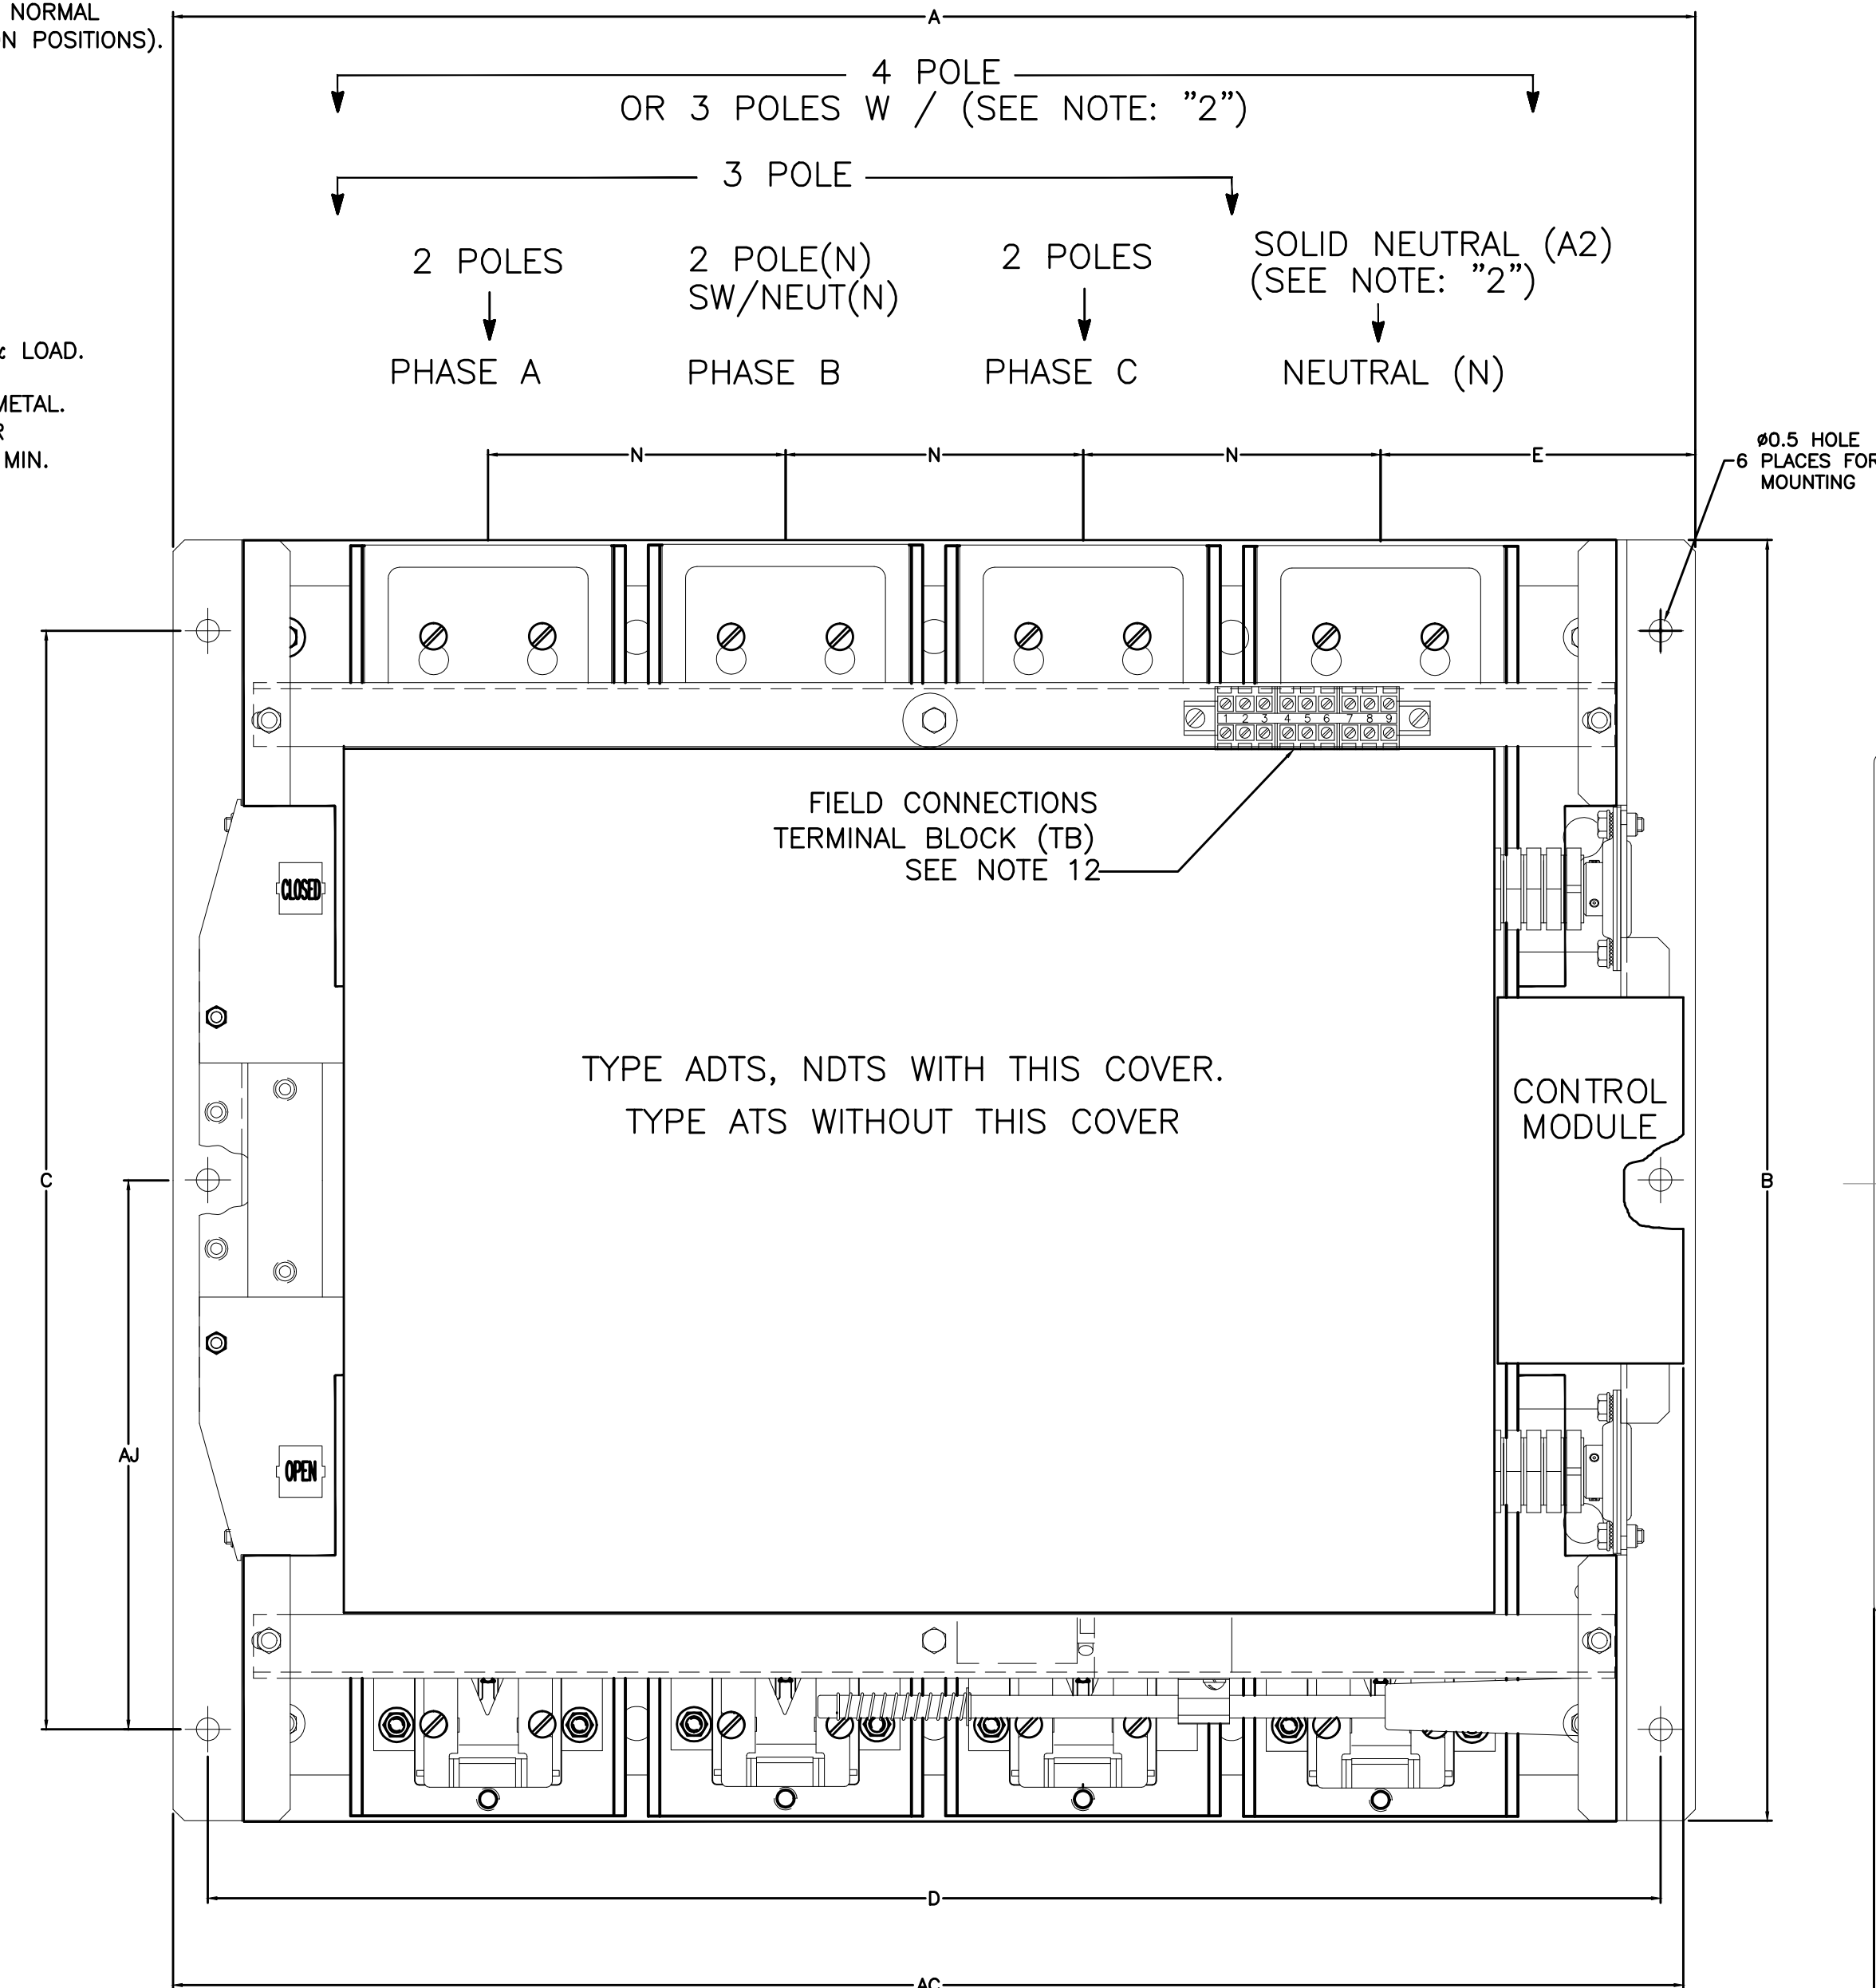 NORMAL
POSITIONS).
A
4 POLE
OR 3 POLES W / (SEE NOTE: "2")
3 POLE
2 POLES
2 POLE(N)
SW/NEUT(N)
2 POLES
SOLID NEUTRAL (A2)
(SEE NOTE: "2")
LOAD.
PHASE A
PHASE B
PHASE C
NEUTRAL (N)
METAL.
MIN.
N
N
N
E
ø0.5 HOLE
6 PLACES FOR
MOUNTING
1 2 3 4 5 6 7 8 9
FIELD CONNECTIONS
TERMINAL BLOCK (TB)
SEE NOTE 12
CLOSED
TYPE ADTS, NDTS WITH THIS COVER.
TYPE ATS WITHOUT THIS COVER
CONTROL
MODULE
C
B
AJ
OPEN
D
AC